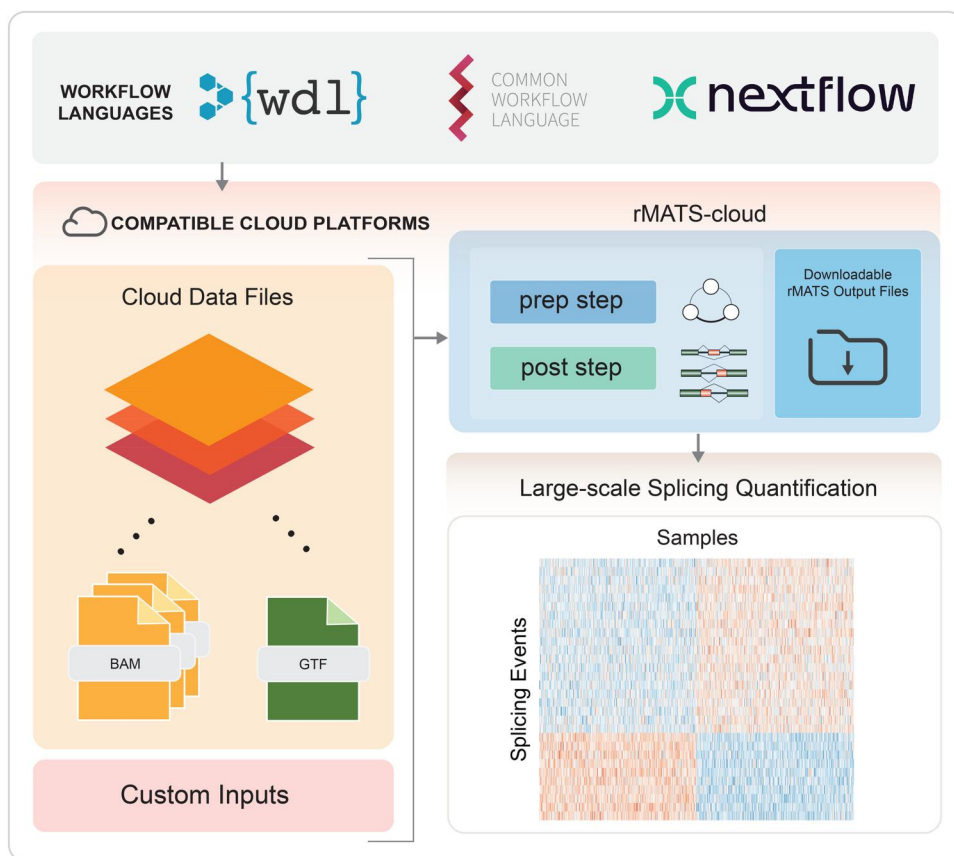 WORKFLOW
LANGUAGES
{wdl}
COMMON
WORKFLOW
LANGUAGE
nextflow
COMPATIBLE CLOUD PLATFORMS
Cloud Data Files
BAM
GTF
Custom Inputs
rMATS-cloud
prep step
post step
Downloadable
rMATS Output Files
Large-scale Splicing Quantification
Samples
Splicing Events